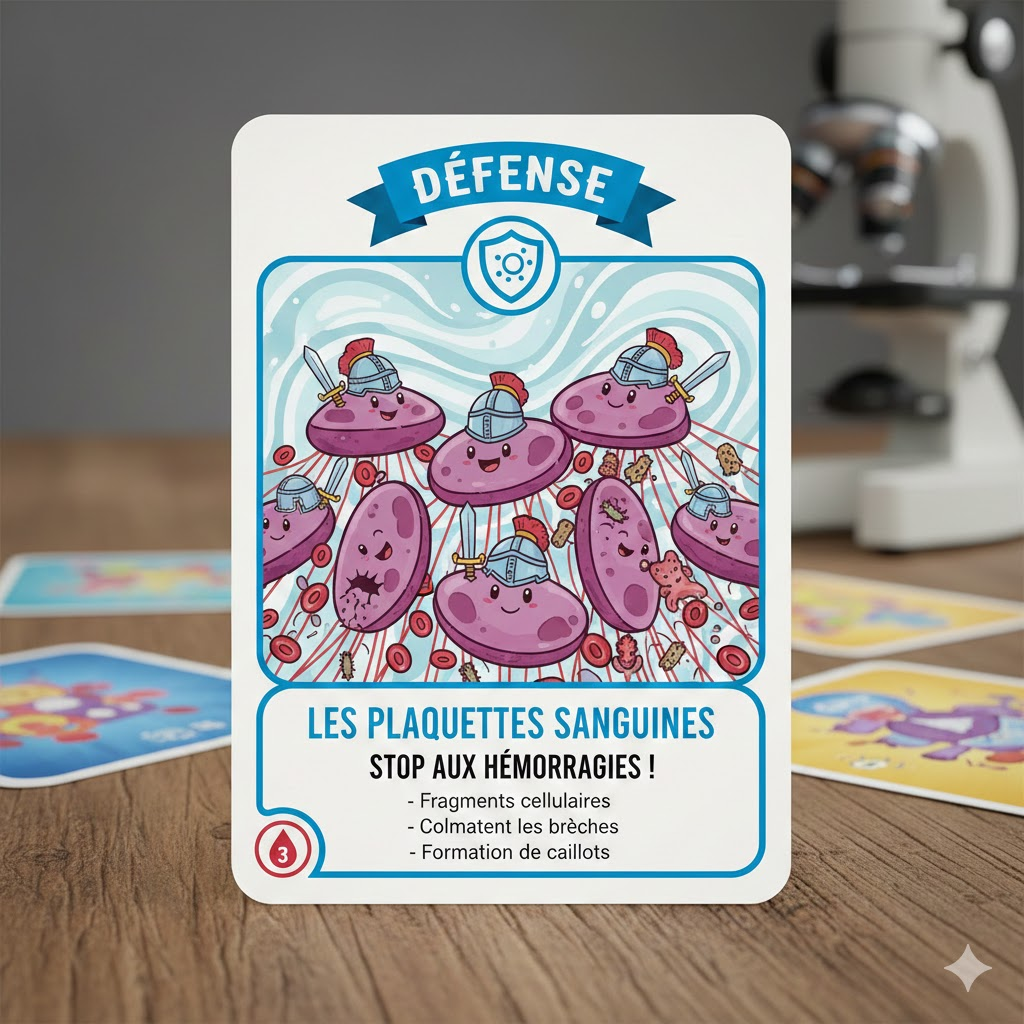 DÉFENSE
LES PLAQUETTES SANGUINES
STOP AUX HÉMORRAGIES !
- Fragments cellulaires
- Colmatent les brèches
- Formation de caillots
3